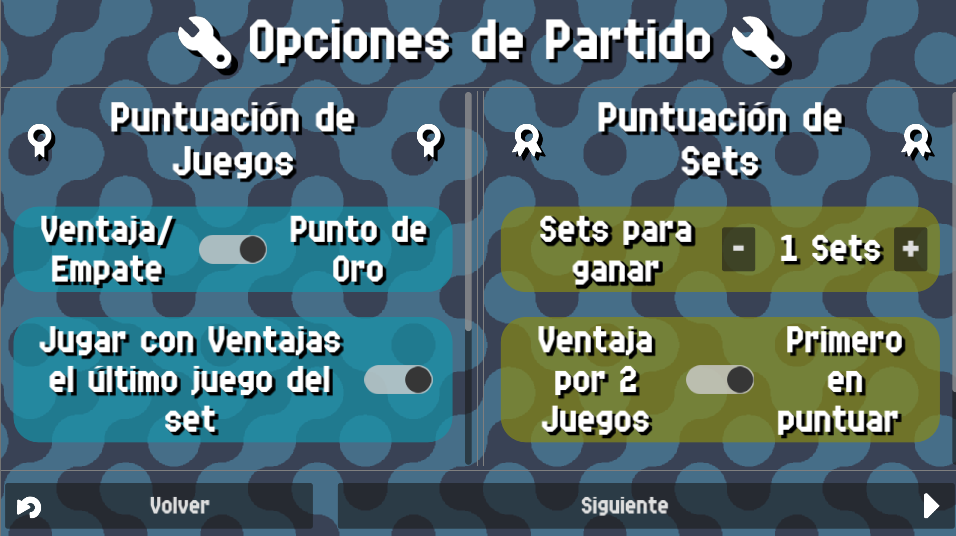 Opciones de Partido
Puntuación de
Juegos
Ventaja/
Empate
Punto de
Oro
Jugar con Ventajas
el último juego del
set
Puntuación de
Sets
Sets para
ganar
- 1 Sets +
Ventaja
por 2
Juegos
Primero
en
puntuar
Volver
Siguiente